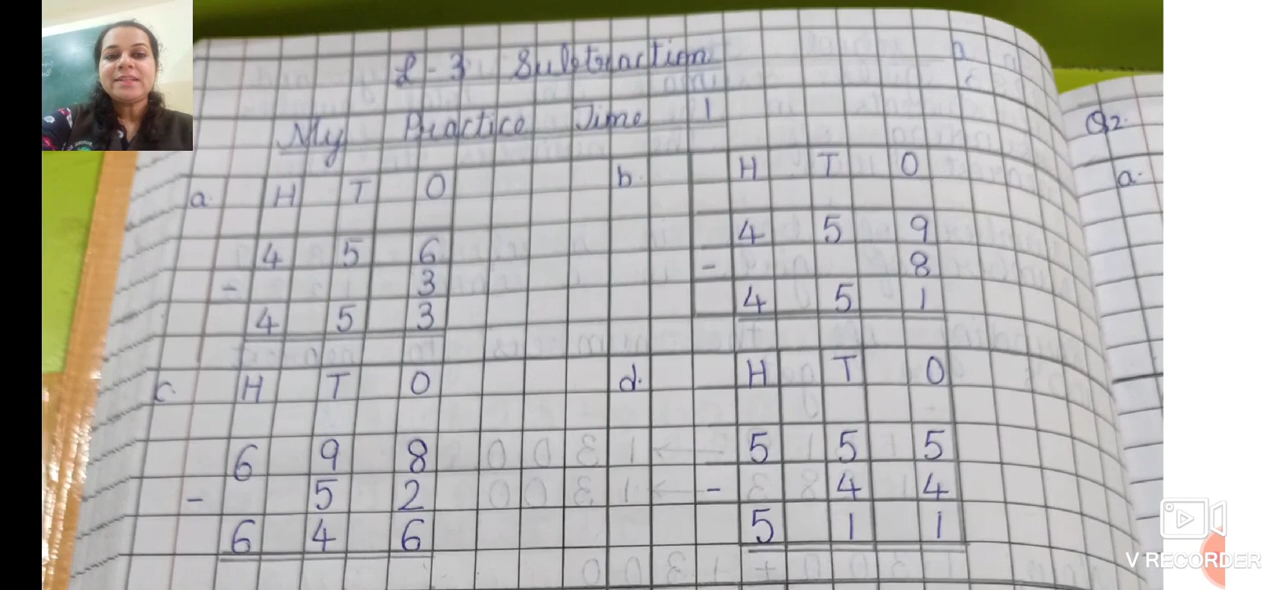 L-3 Subtraction
My Practice Time 1
a. H T O
4 5 6
- 3
4 5 3
b. H T O
4 5 9
- 8
4 5 1
c. H T O
6 9 8
- 5 2
6 4 6
d. H T O
5 5 5
- 4 4
5 1 1
Q2.
a.
V RECORDER